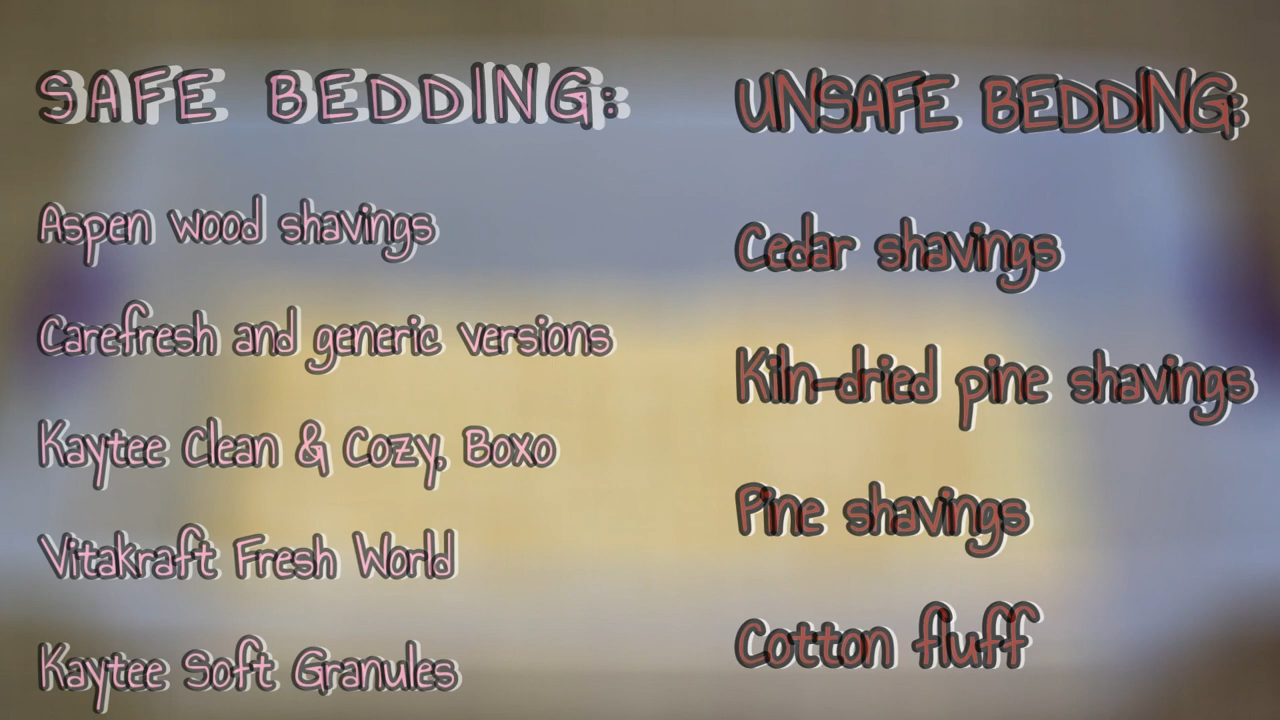 SAFE BEDDING:
Aspen wood shavings
Carefresh and generic versions
Kaytee Clean & Cozy, Boxo
Vitakraft Fresh World
Kaytee Soft Granules
UNSAFE BEDDING:
Cedar shavings
Kiln-dried pine shavings
Pine shavings
Cotton fluff